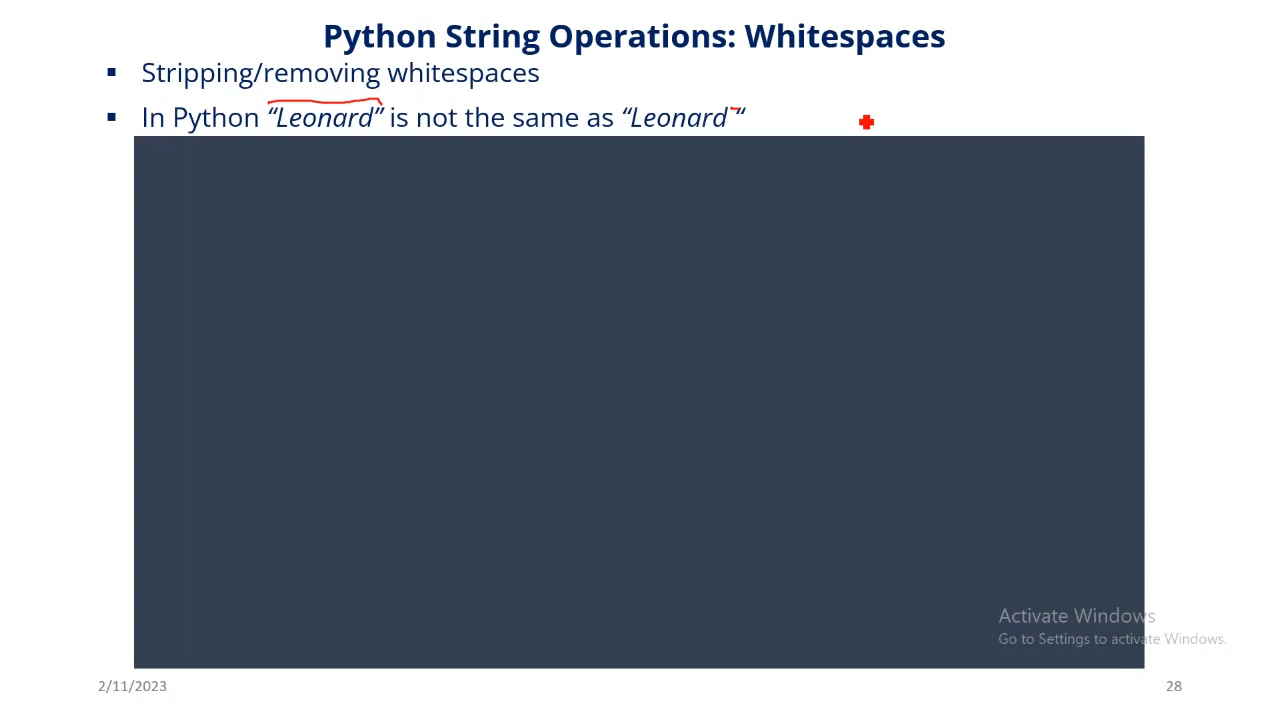 Python String Operations: Whitespaces
▪ Stripping/removing whitespaces
▪ In Python “Leonard” is not the same as “Leonard “
Activate Windows
Go to Settings to activate Windows.
2/11/2023
28